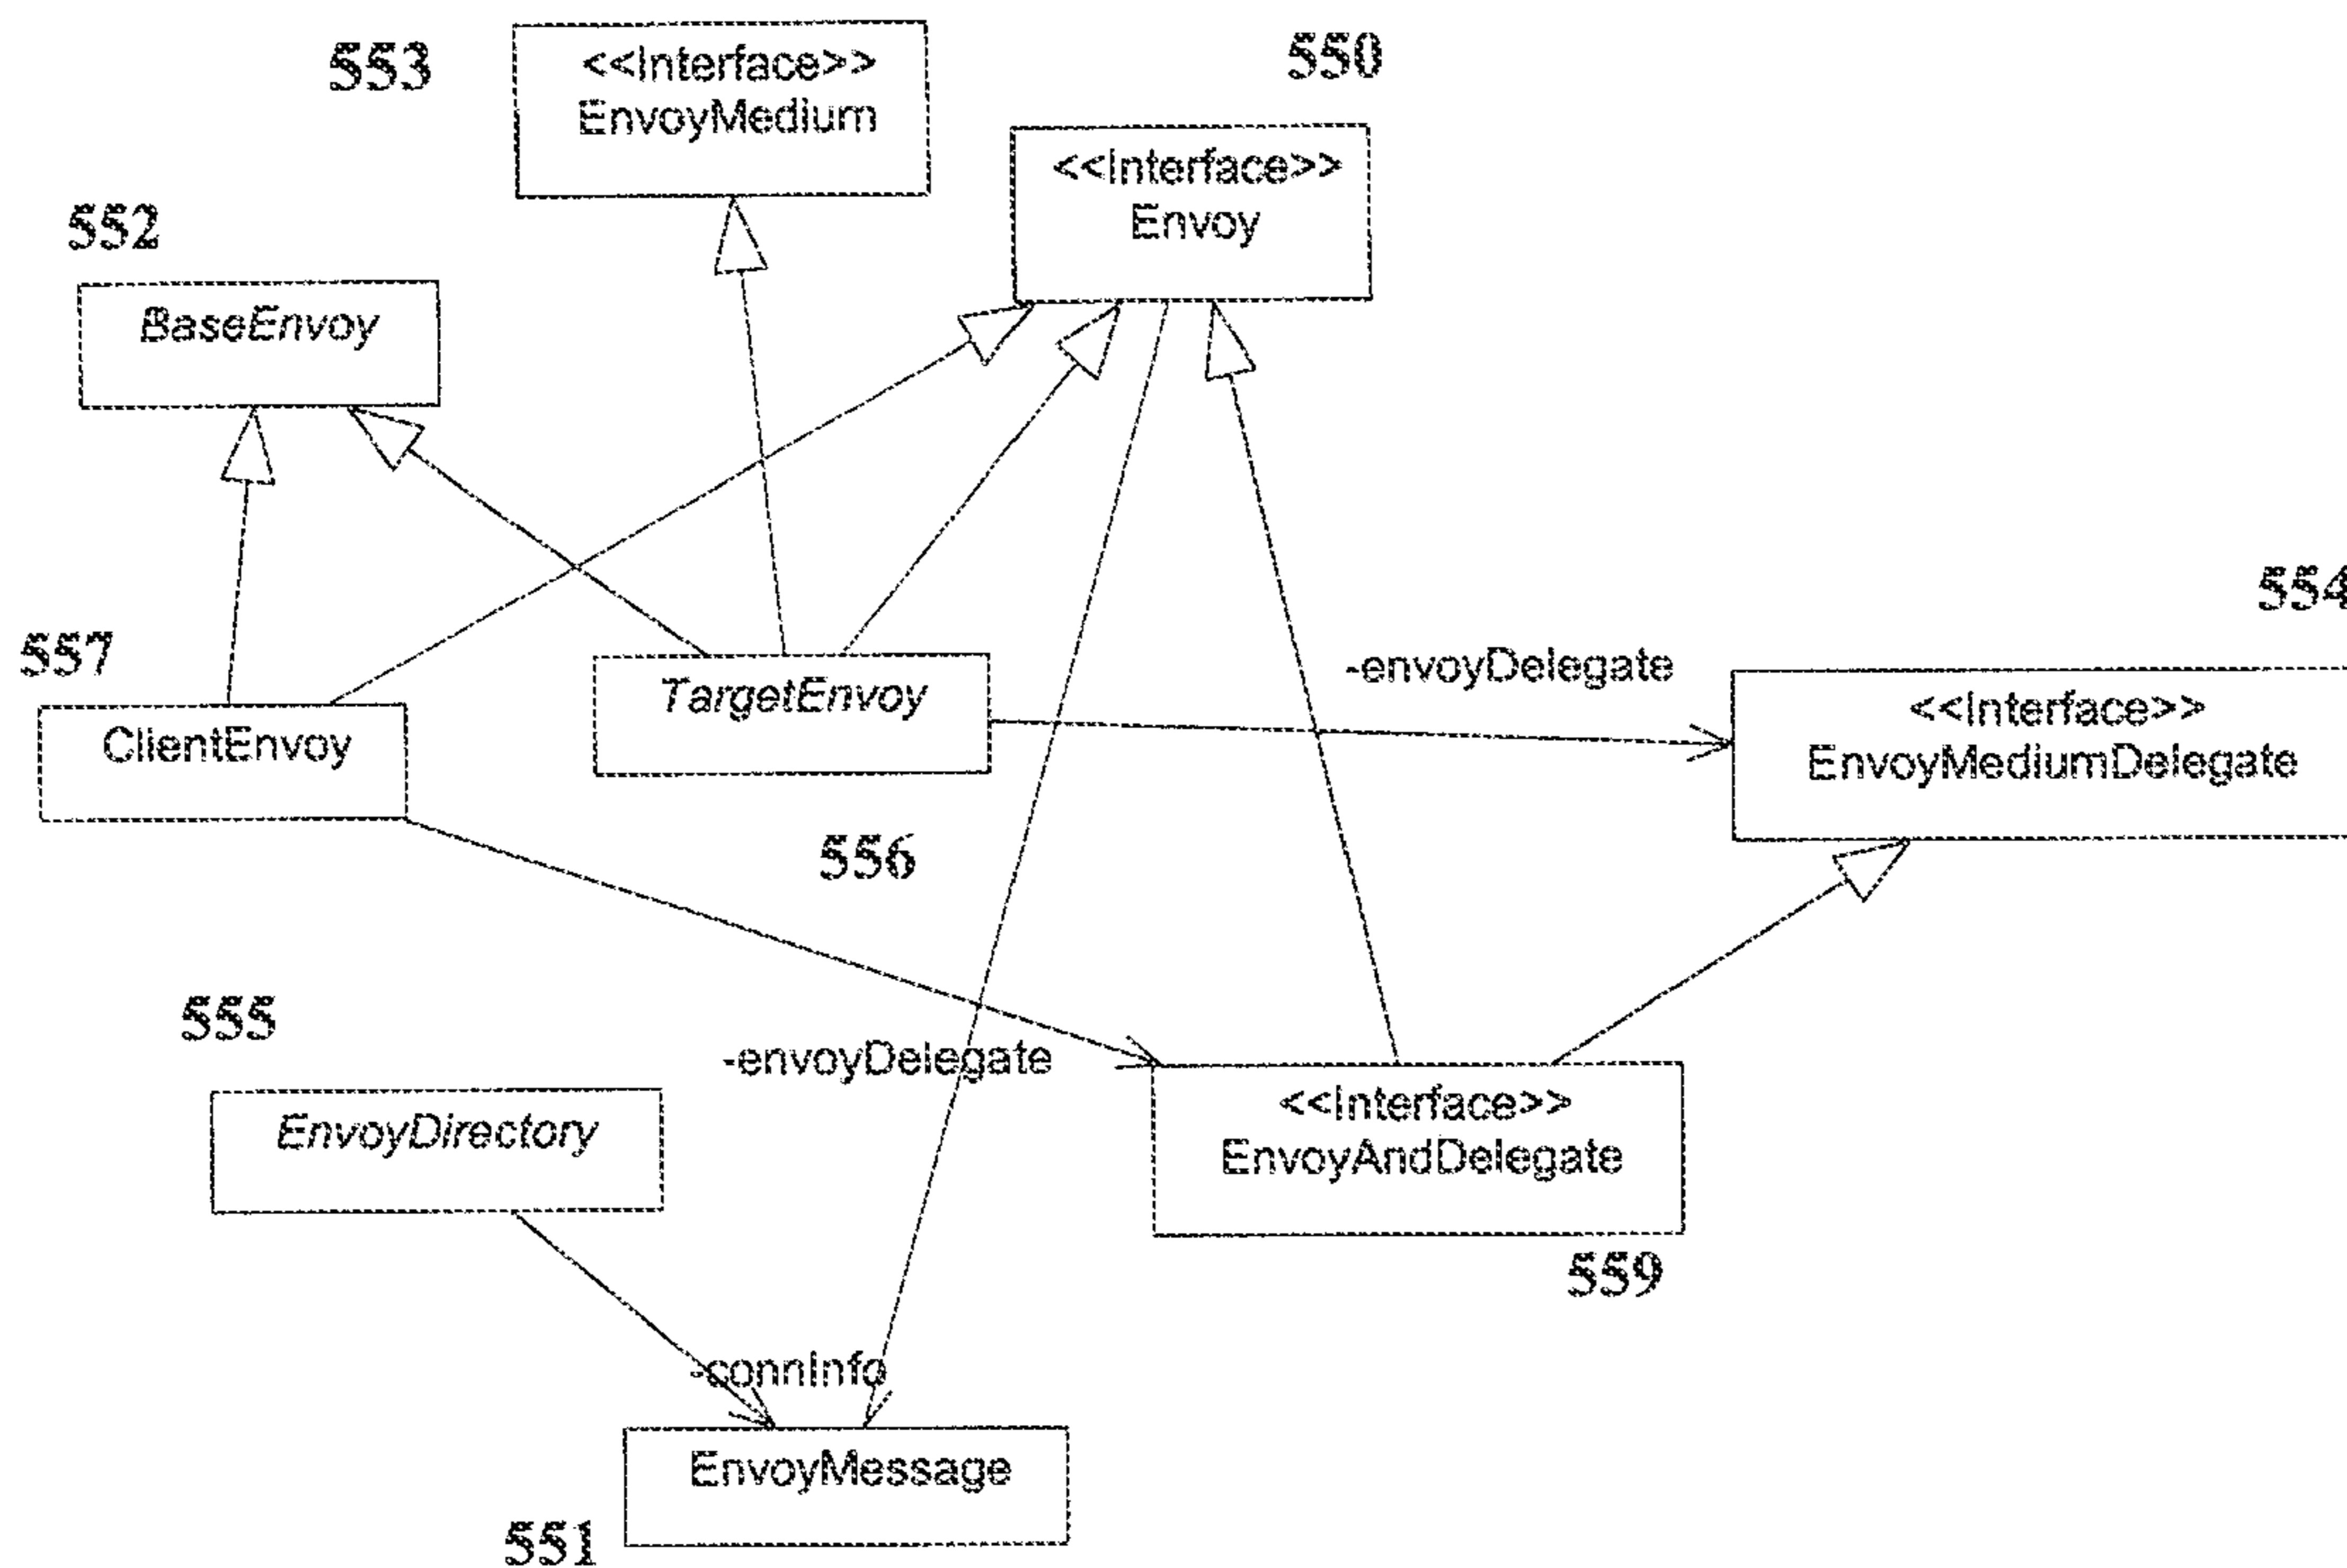 553
<<Interface>>
EnvoyMedium
550
<<Interface>>
Envoy
552
BaseEnvoy
554
557
-envoyDelegate
TargetEnvoy
<<Interface>>
EnvoyMediumDelegate
ClientEnvoy
556
555
-envoyDelegate
<<Interface>>
EnvoyAndDelegate
EnvoyDirectory
559
-connInfo
EnvoyMessage
551